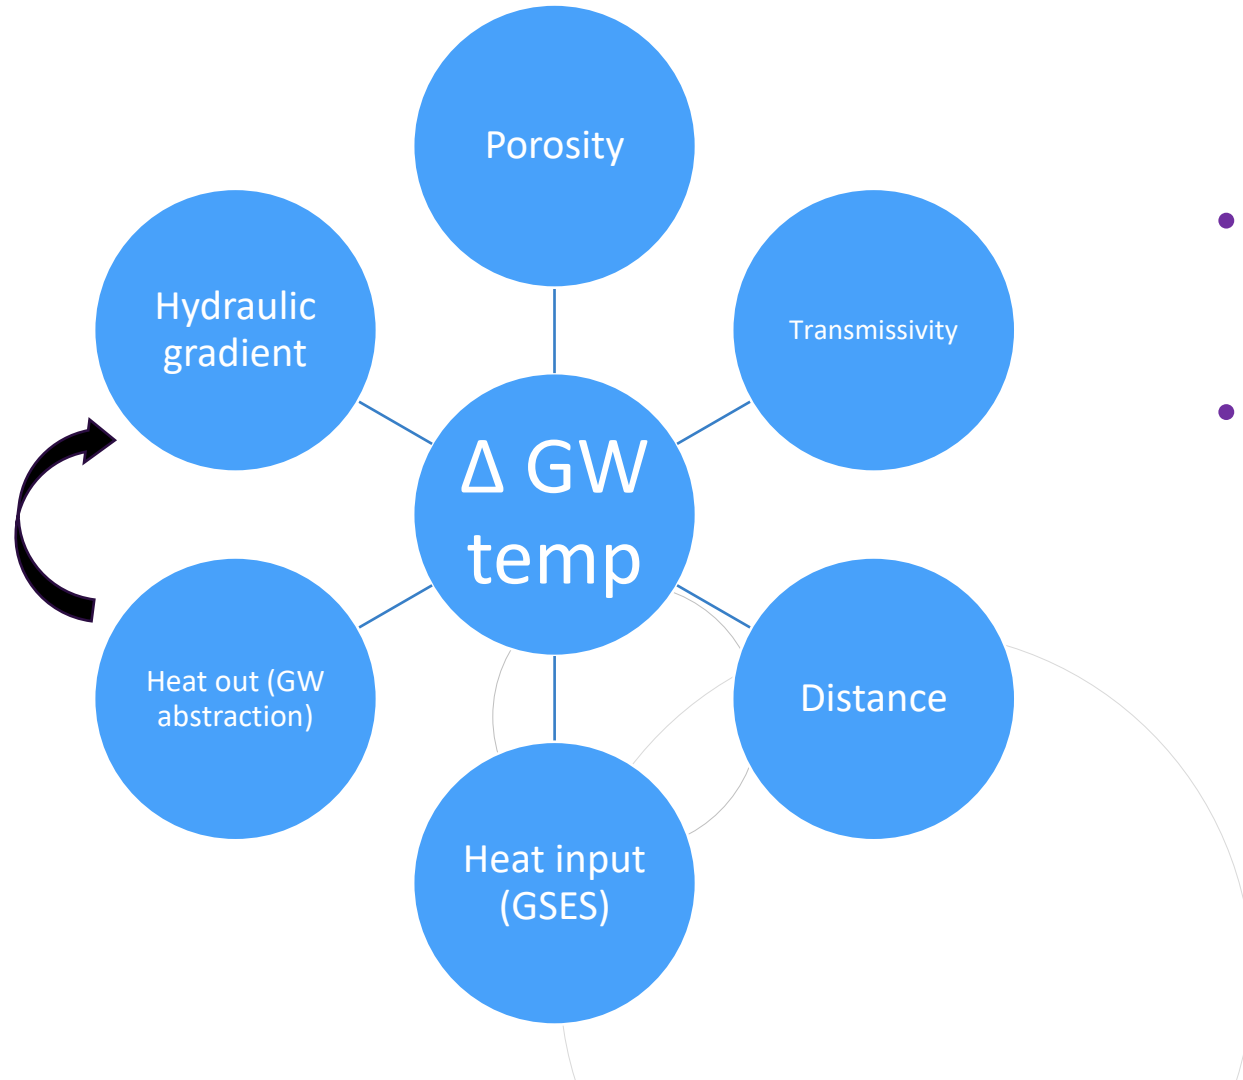 Porosity
Hydraulic
gradient
Transmissivity
Δ GW
temp
Heat out (GW
abstraction)
Distance
Heat input
(GSES)